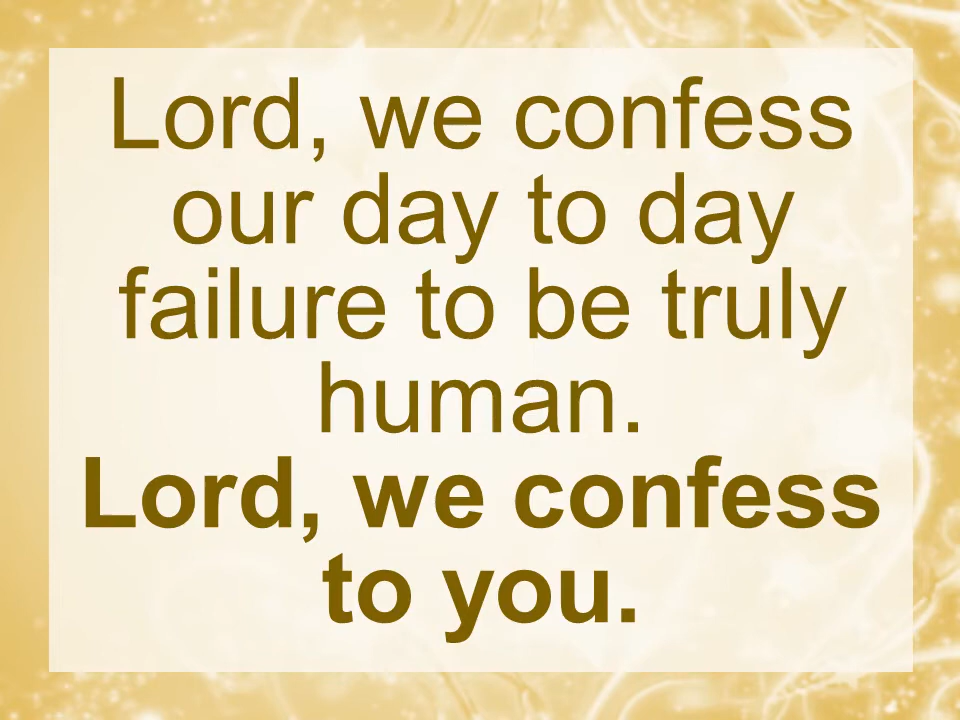 Lord, we confess
our day to day
failure to be truly
human.
Lord, we confess
to you.